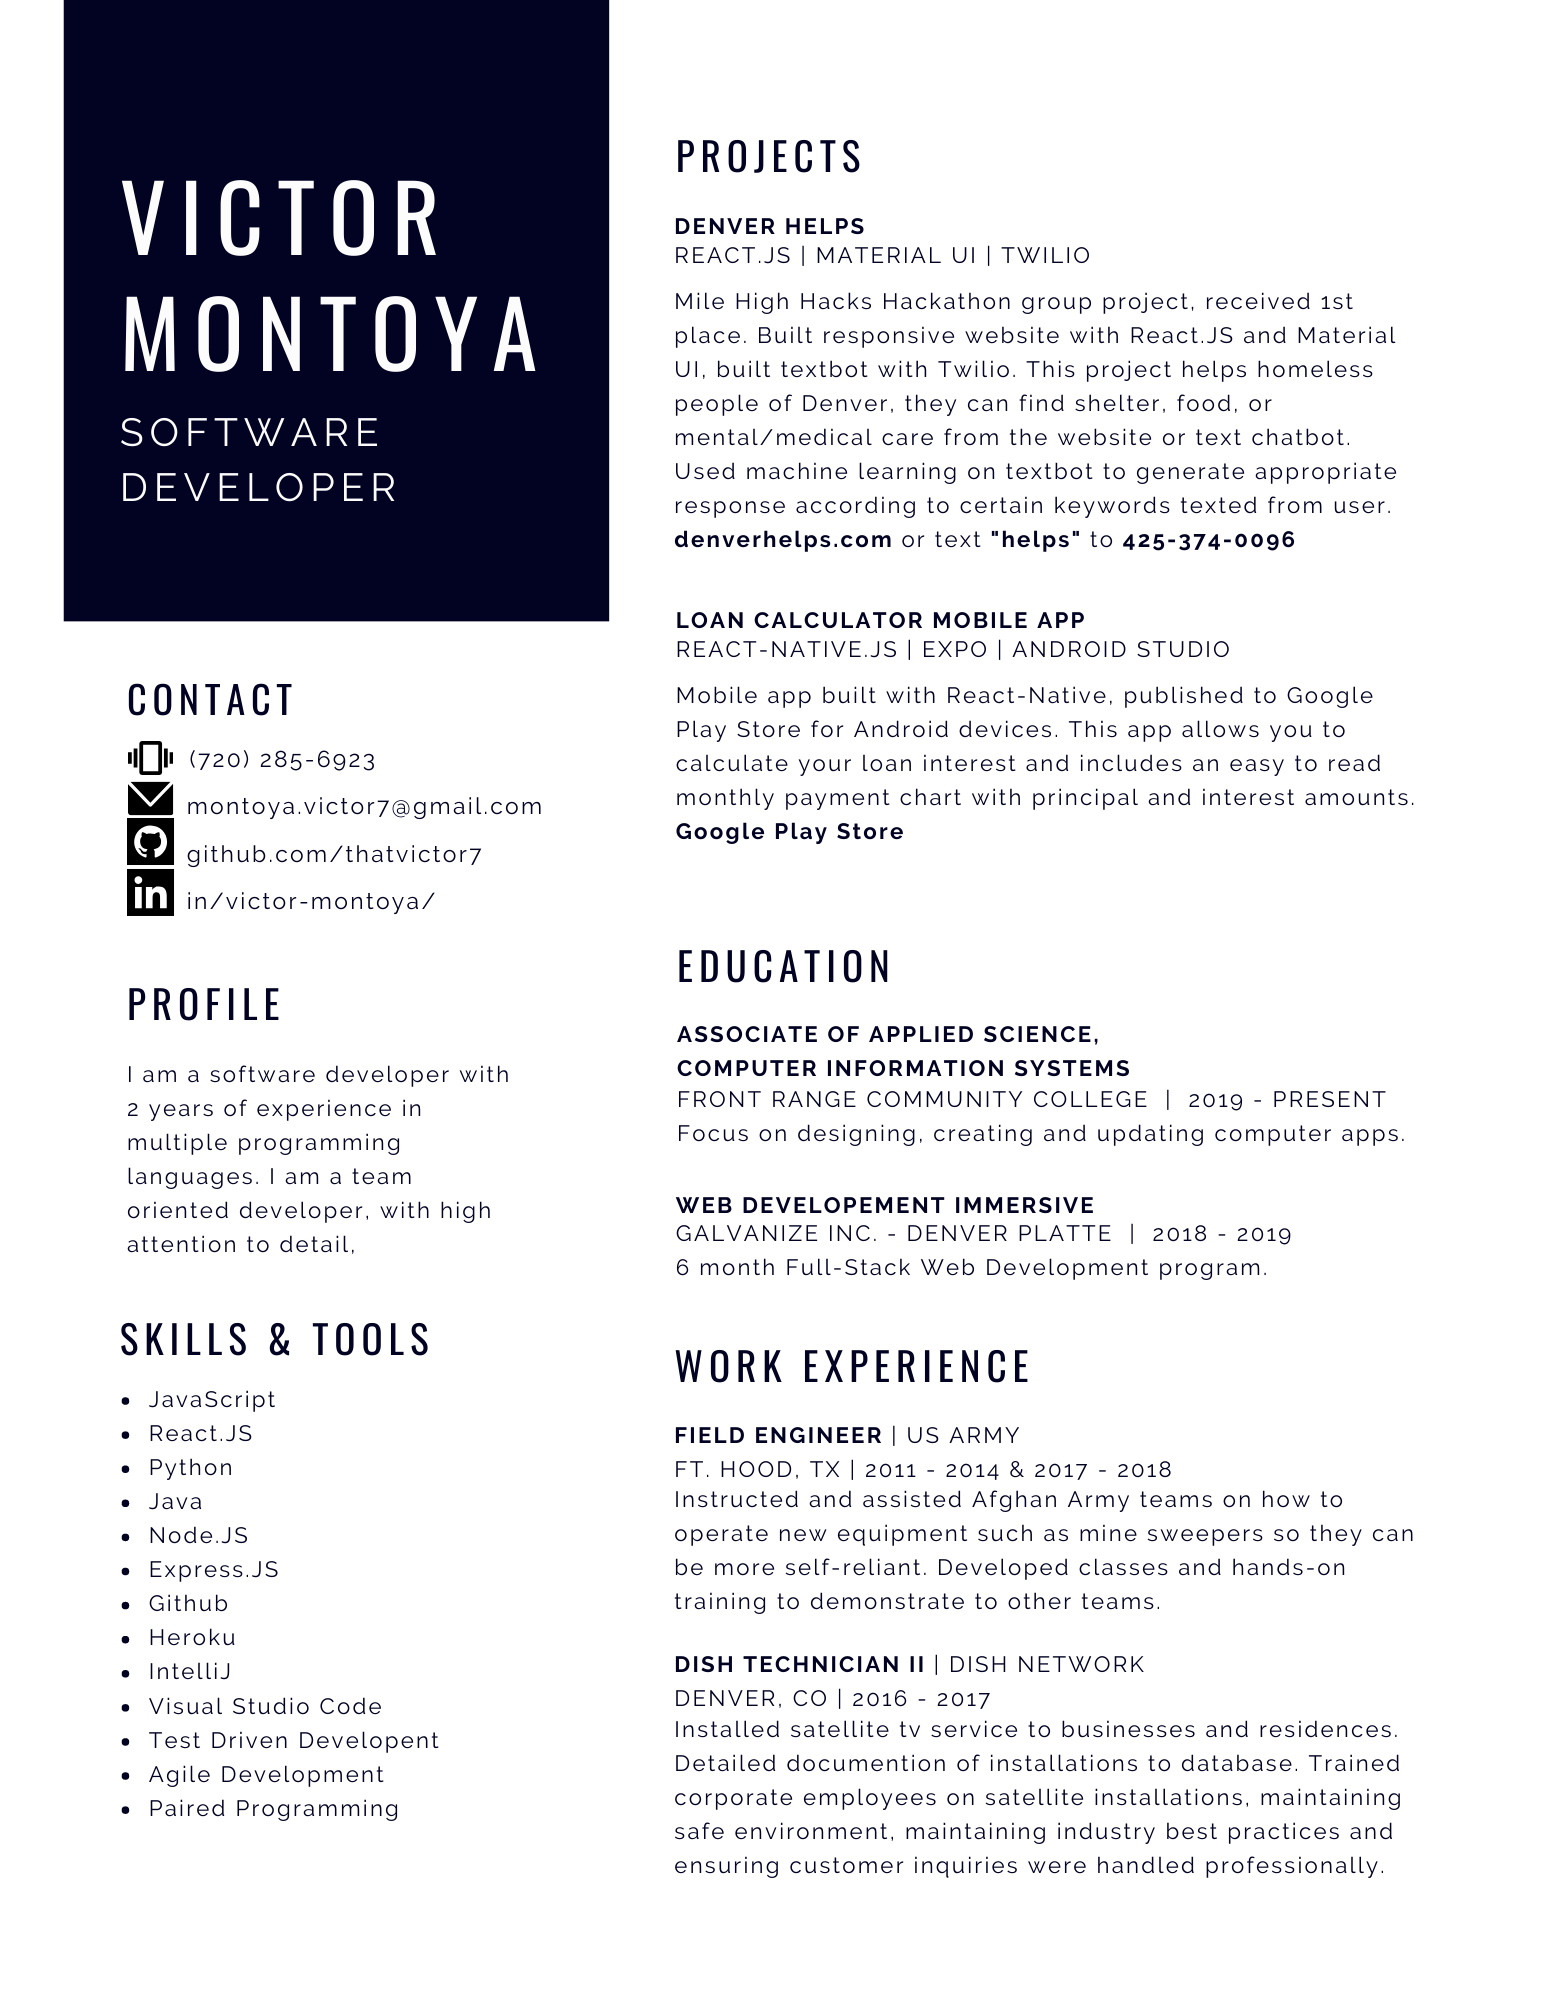 VICTOR
MONTOYA
SOFTWARE
DEVELOPER
CONTACT
(720) 285-6923
montoya.victor7@gmail.com
github.com/thatvictor7
in
in/victor-montoya/
PROFILE
I am a software developer with
2 years of experience in
multiple programming
languages. I am a team
oriented developer, with high
attention to detail,
SKILLS & TOOLS
• JavaScript
• React.JS
• Python
• Java
• Node.JS
• Express.JS
• Github
• Heroku
• IntelliJ
• Visual Studio Code
• Test Driven Developent
• Agile Development
• Paired Programming
PROJECTS
DENVER HELPS
REACT.JS | MATERIAL UI | TWILIO
Mile High Hacks Hackathon group project, received 1st
place. Built responsive website with React.JS and Material
UI, built textbot with Twilio. This project helps homeless
people of Denver, they can find shelter, food, or
mental/medical care from the website or text chatbot.
Used machine learning on textbot to generate appropriate
response according to certain keywords texted from user.
denverhelps.com or text "helps" to 425-374-0096
LOAN CALCULATOR MOBILE APP
REACT-NATIVE.JS | EXPO | ANDROID STUDIO
Mobile app built with React-Native, published to Google
Play Store for Android devices. This app allows you to
calculate your loan interest and includes an easy to read
monthly payment chart with principal and interest amounts.
Google Play Store
EDUCATION
ASSOCIATE OF APPLIED SCIENCE,
COMPUTER INFORMATION SYSTEMS
FRONT RANGE COMMUNITY COLLEGE | 2019 - PRESENT
Focus on designing, creating and updating computer apps.
WEB DEVELOPEMENT IMMERSIVE
GALVANIZE INC. - DENVER PLATTE | 2018 - 2019
6 month Full-Stack Web Development program.
WORK EXPERIENCE
FIELD ENGINEER | US ARMY
FT. HOOD, TX | 2011 - 2014 & 2017 - 2018
Instructed and assisted Afghan Army teams on how to
operate new equipment such as mine sweepers so they can
be more self-reliant. Developed classes and hands-on
training to demonstrate to other teams.
DISH TECHNICIAN II | DISH NETWORK
DENVER, CO | 2016 - 2017
Installed satellite tv service to businesses and residences.
Detailed documention of installations to database. Trained
corporate employees on satellite installations, maintaining
safe environment, maintaining industry best practices and
ensuring customer inquiries were handled professionally.